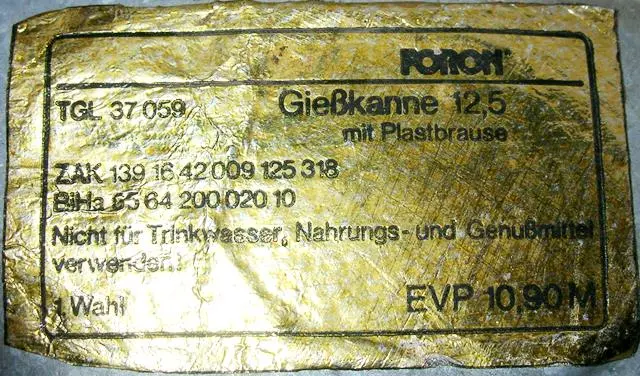 FORON
TGL 37 059 Gießkanne 12,5
mit Plastbrause
ZAK 139 16 42 009 125 318
BiHa 65 64 200 020 10
Nicht für Trinkwasser, Nahrungs- und Genußmittel
verwenden!
1.Wahl EVP 10,90 M